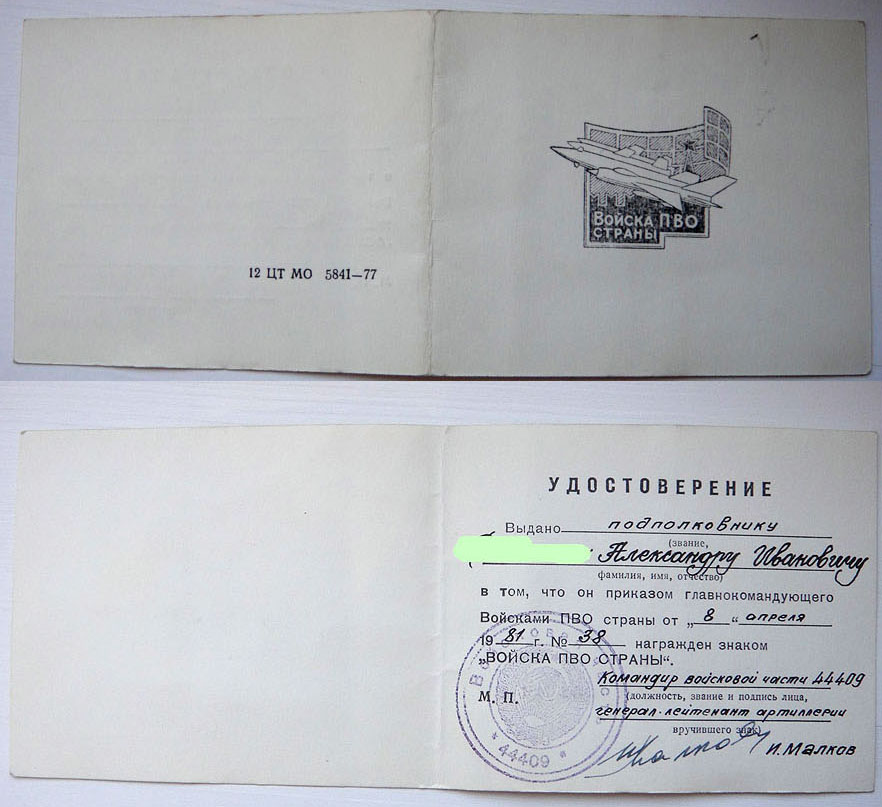 Войска ПВО
страны
12 ЦТ МО 5841—77
УДОСТОВЕРЕНИЕ
Выдано подполковнику
(звание,
Александру Ивановичу
фамилия, имя, отчество)
в том, что он приказом главнокомандующего
Войсками ПВО страны от „8“ апреля
1981 г. № 38 награжден знаком
„ВОЙСКА ПВО СТРАНЫ“.
Командир войсковой части 44409
М. П. (должность, звание и подпись лица,
генерал-лейтенант артиллерии
вручившего знак)
И. Малков
* 44409 *